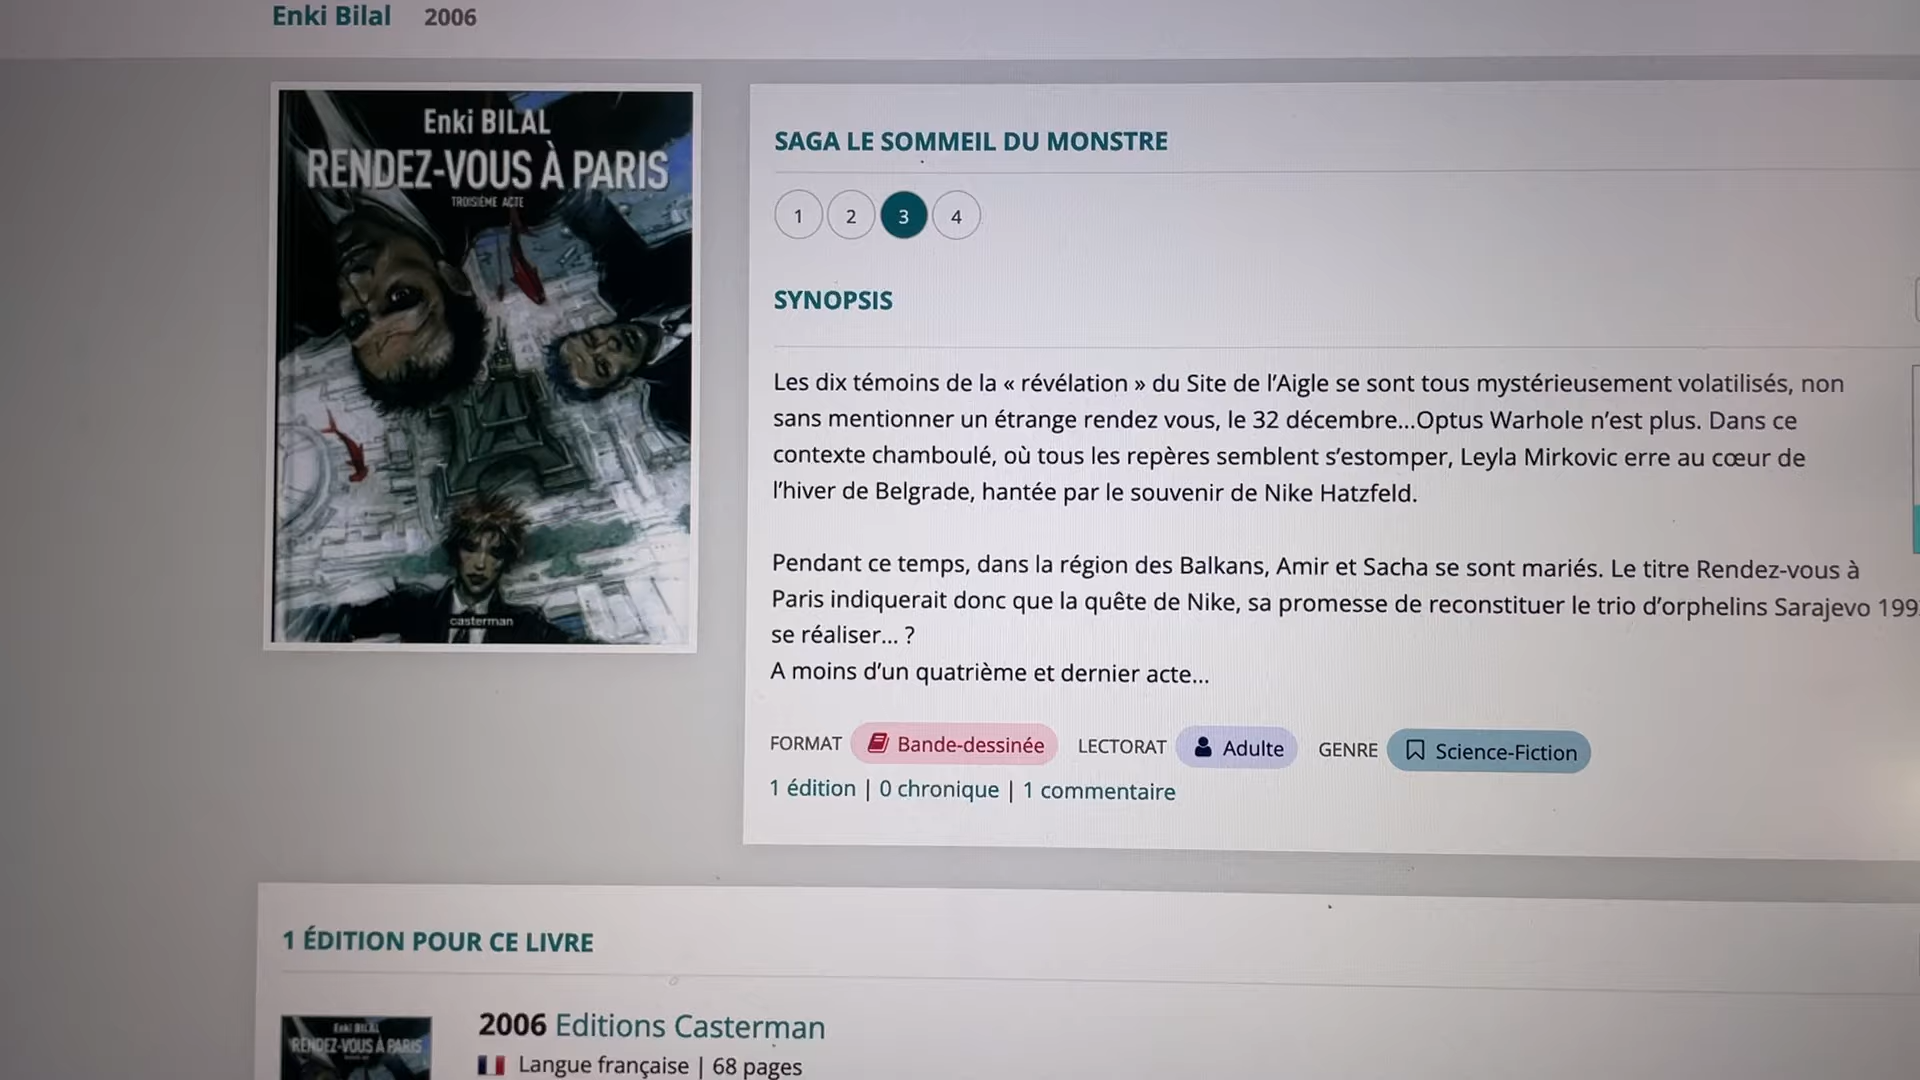 Enki Bilal 2006
Enki BILAL
RENDEZ-VOUS À PARIS
TROISIÈME ACTE
casterman
SAGA LE SOMMEIL DU MONSTRE
1 2 3 4
SYNOPSIS
Les dix témoins de la « révélation » du Site de l’Aigle se sont tous mystérieusement volatilisés, non
sans mentionner un étrange rendez vous, le 32 décembre...Optus Warhole n’est plus. Dans ce
contexte chamboulé, où tous les repères semblent s’estomper, Leyla Mirkovic erre au cœur de
l’hiver de Belgrade, hantée par le souvenir de Nike Hatzfeld.
Pendant ce temps, dans la région des Balkans, Amir et Sacha se sont mariés. Le titre Rendez-vous à
Paris indiquerait donc que la quête de Nike, sa promesse de reconstituer le trio d’orphelins Sarajevo 199
se réaliser... ?
A moins d’un quatrième et dernier acte...
FORMAT Bande-dessinée LECTORAT Adulte GENRE Science-Fiction
1 édition | 0 chronique | 1 commentaire
1 ÉDITION POUR CE LIVRE
Enki BILAL
RENDEZ-VOUS À PARIS
2006 Editions Casterman
Langue française | 68 pages